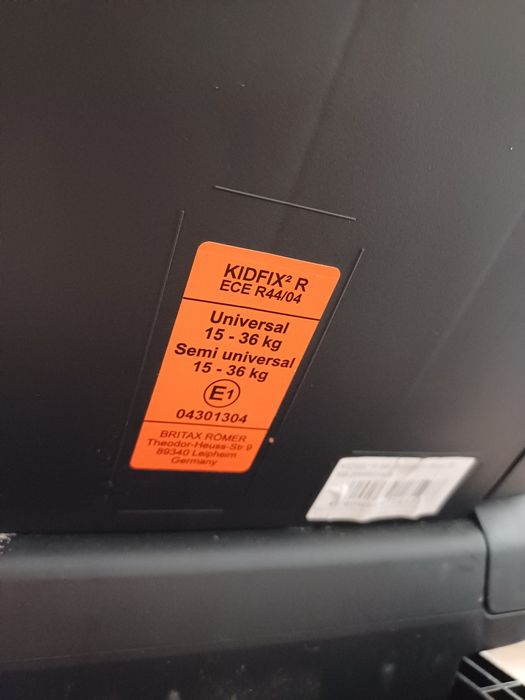 KIDFIX² R
ECE R44/04
Universal
15 - 36 kg
Semi universal
15 - 36 kg
E1
04301304
BRITAX RÖMER
Theodor-Heuss-Str 9
89340 Leipheim
Germany